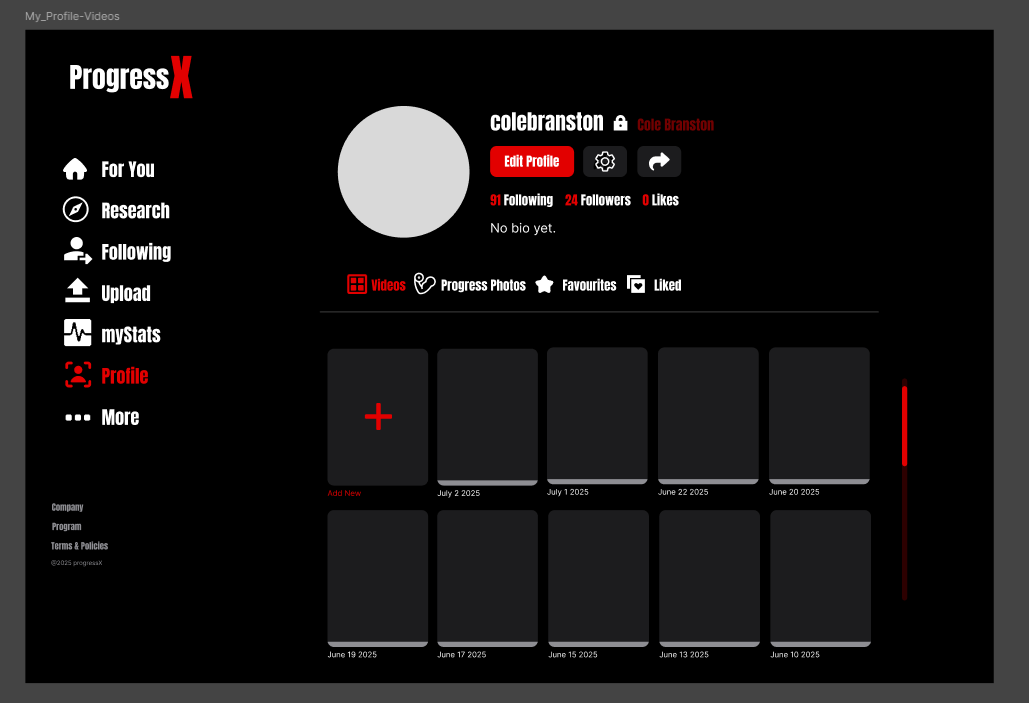 My_Profile-Videos
ProgressX
For You
Research
Following
Upload
myStats
Profile
More
Company
Program
Terms & Policies
@2025 progressX
colebranston Cole Branston
Edit Profile
91 Following 24 Followers 0 Likes
No bio yet.
Videos Progress Photos Favourites Liked
Add New July 2 2025 July 1 2025 June 22 2025 June 20 2025
June 19 2025 June 17 2025 June 15 2025 June 13 2025 June 10 2025